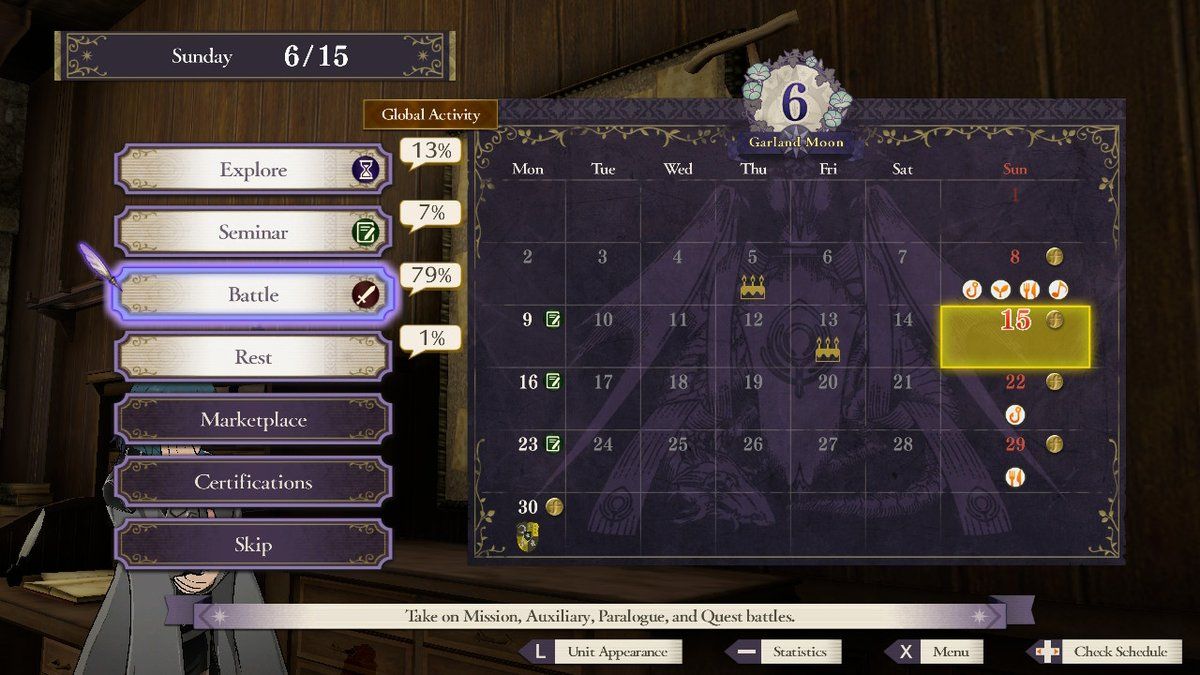 Sunday 6/15
Global Activity
Explore 13%
Seminar 7%
Battle 79%
Rest 1%
Marketplace
Certifications
Skip
6
Garland Moon
Mon Tue Wed Thu Fri Sat Sun
1
2 3 4 5 6 7 8
9 10 11 12 13 14 15
16 17 18 19 20 21 22
23 24 25 26 27 28 29
30
Take on Mission, Auxiliary, Paralogue, and Quest battles.
L Unit Appearance − Statistics X Menu Check Schedule